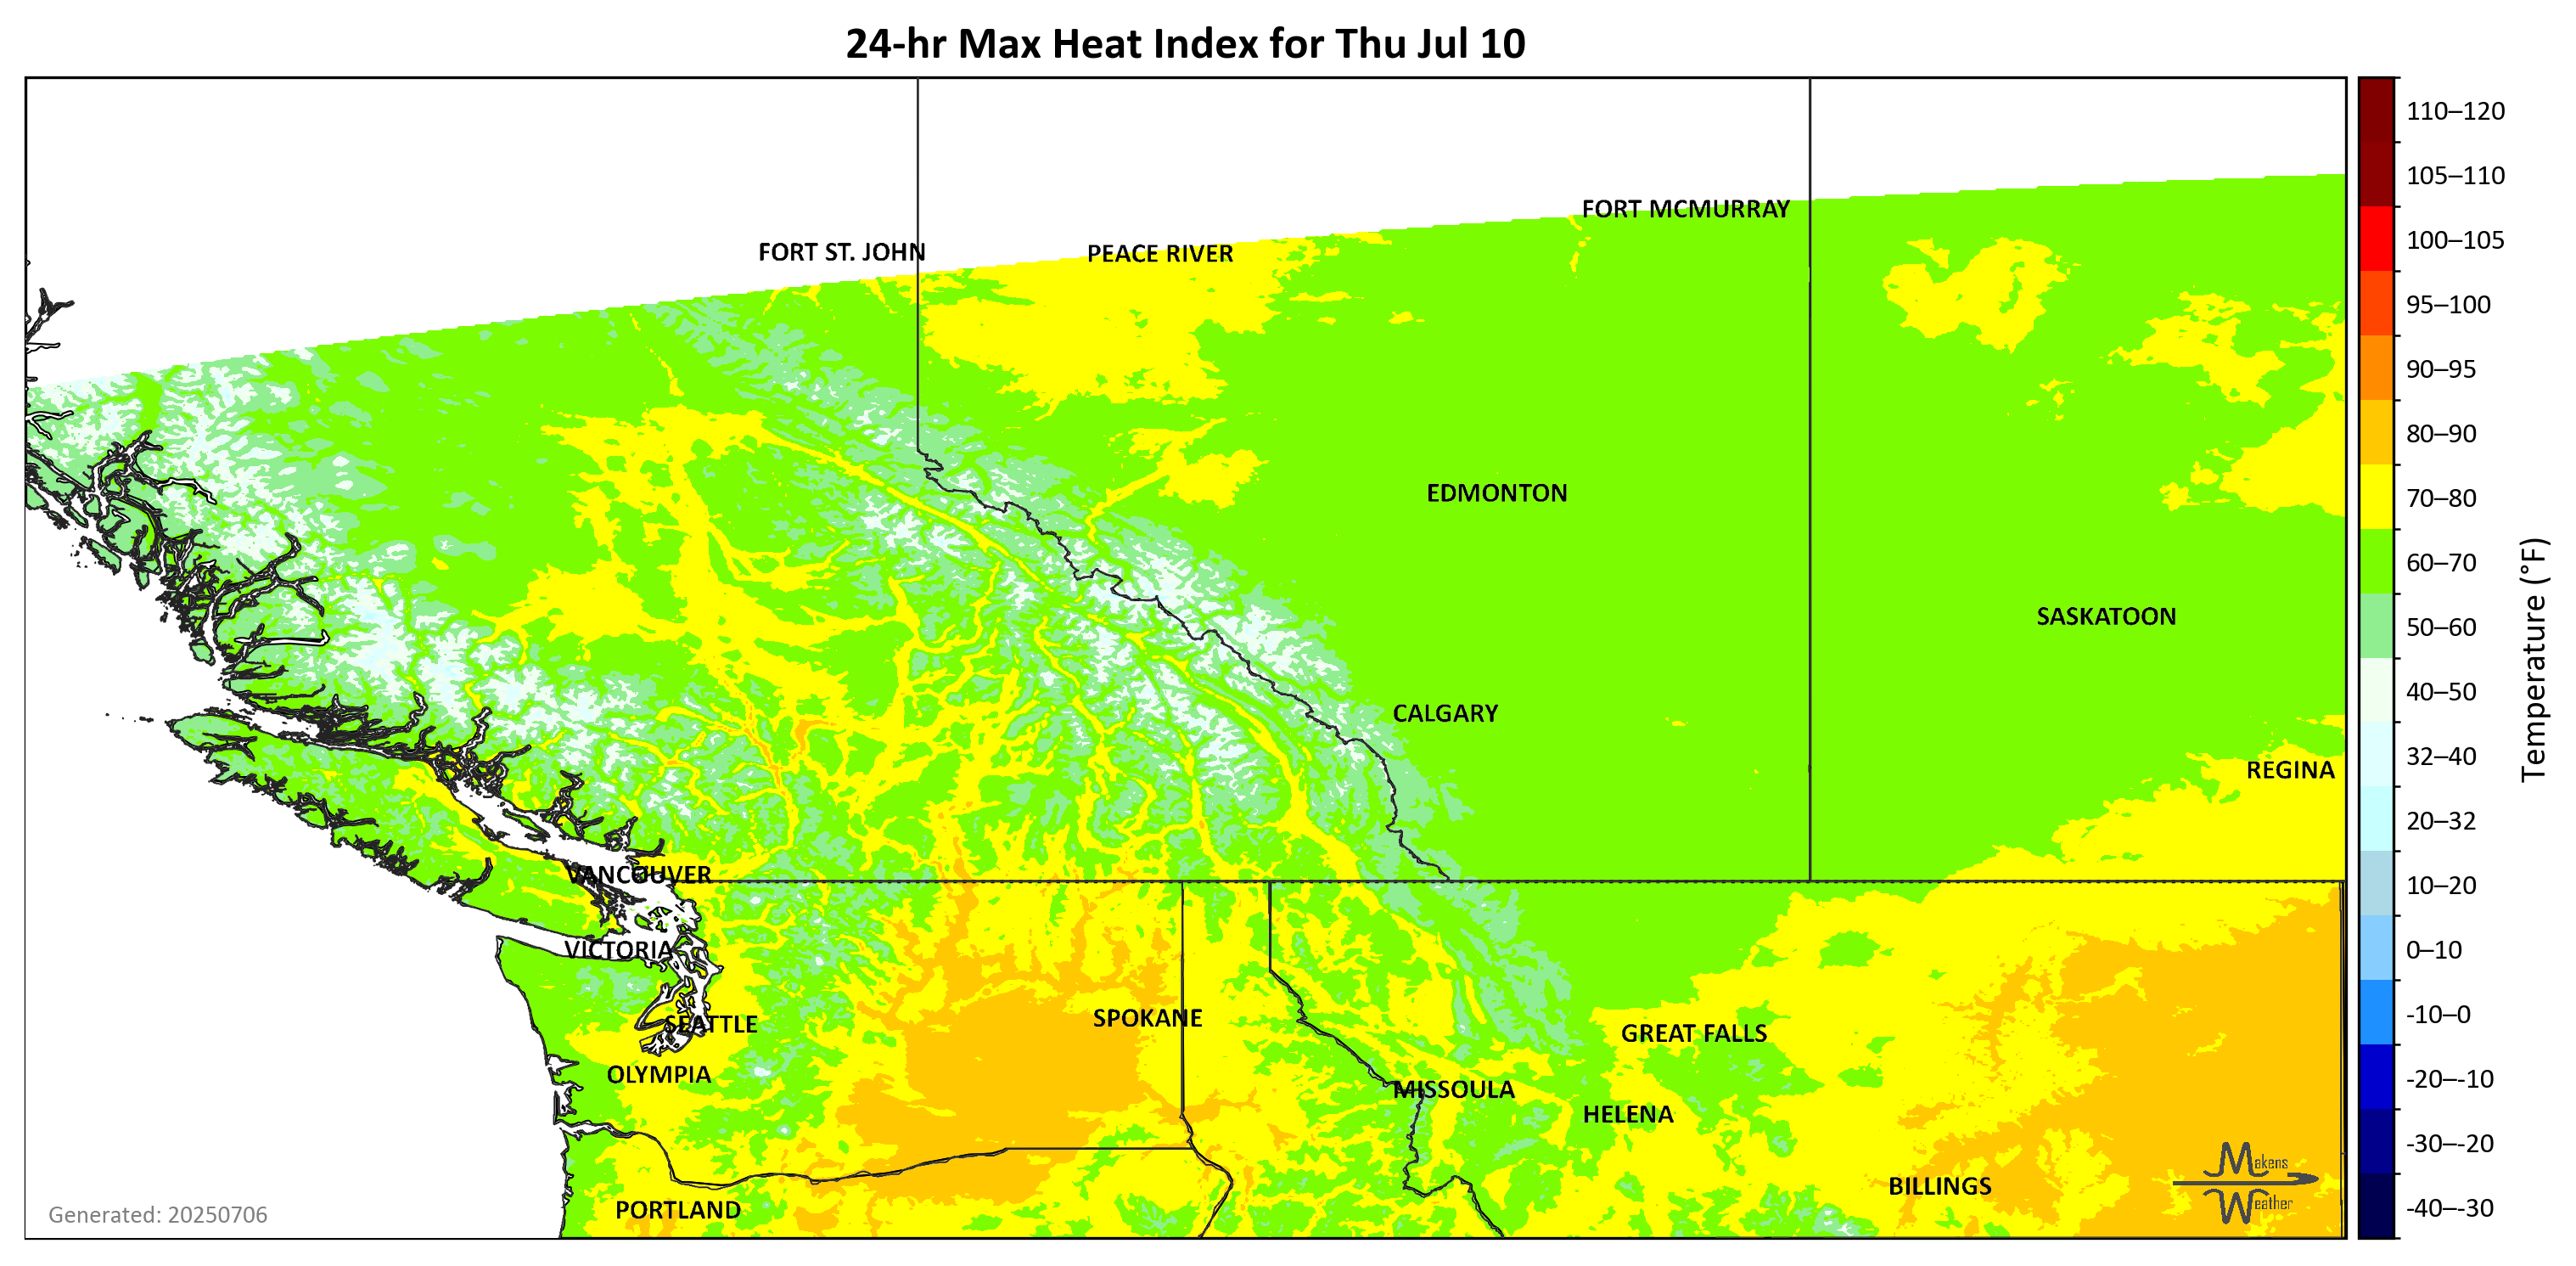 24-hr Max Heat Index for Thu Jul 10
FORT MCMURRAY
FORT ST. JOHN
PEACE RIVER
EDMONTON
SASKATOON
CALGARY
REGINA
VANCOUVER
VICTORIA
SEATTLE
SPOKANE
GREAT FALLS
OLYMPIA
MISSOULA
HELENA
BILLINGS
PORTLAND
Makens
Weather
Generated: 20250706
110–120
105–110
100–105
95–100
90–95
80–90
70–80
60–70
50–60
40–50
32–40
20–32
10–20
0–10
-10–0
-20–-10
-30–-20
-40–-30
Temperature (°F)